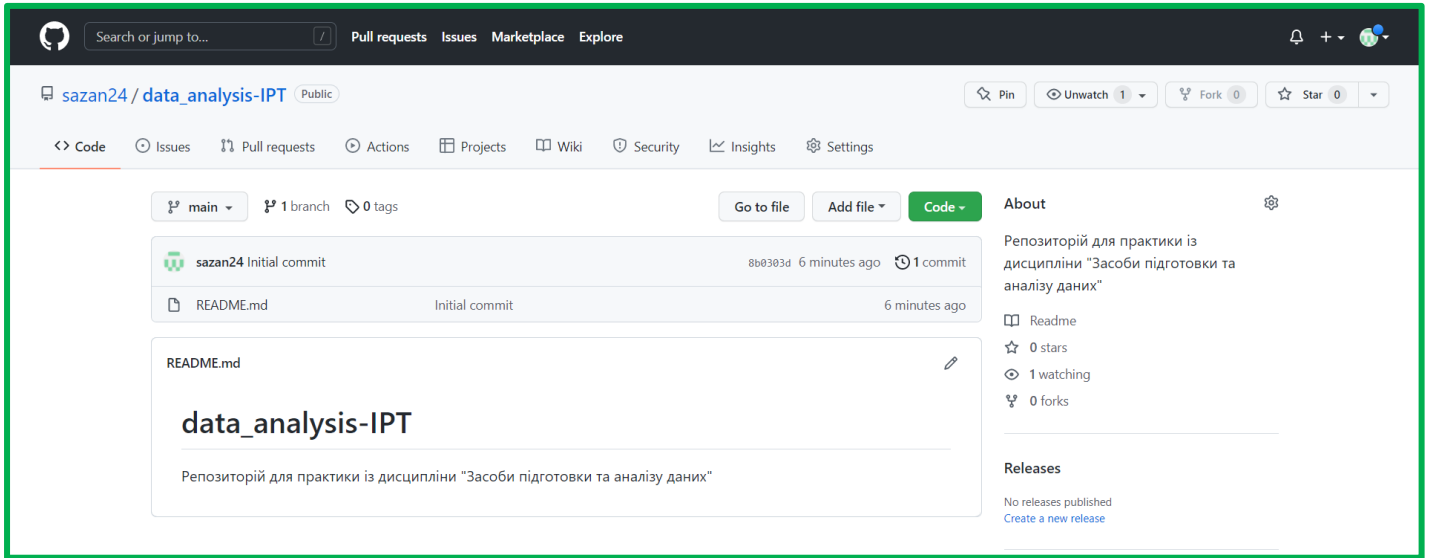 Search or jump to... / Pull requests Issues Marketplace Explore
sazan24 / data_analysis-IPT Public Pin Unwatch 1 Fork 0 Star 0
Code Issues Pull requests Actions Projects Wiki Security Insights Settings
main 1 branch 0 tags Go to file Add file Code
sazan24 Initial commit 8b0303d 6 minutes ago 1 commit
README.md Initial commit 6 minutes ago
README.md
data_analysis-IPT
Репозиторій для практики із дисципліни "Засоби підготовки та аналізу даних"
About
Репозиторій для практики із
дисципліни "Засоби підготовки та
аналізу даних"
Readme
0 stars
1 watching
0 forks
Releases
No releases published
Create a new release